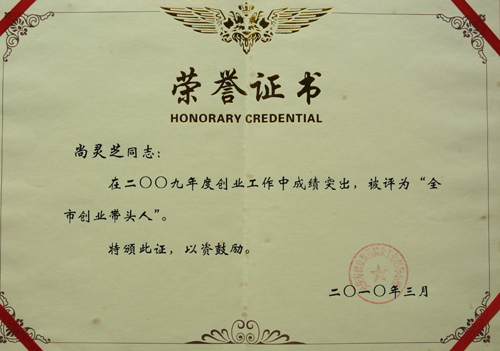 荣誉证书
HONORARY CREDENTIAL
尚灵芝同志：
在二〇〇九年度创业工作中成绩突出，被评为“全
市创业带头人”。
特颁此证，以资鼓励。
二〇一〇年三月